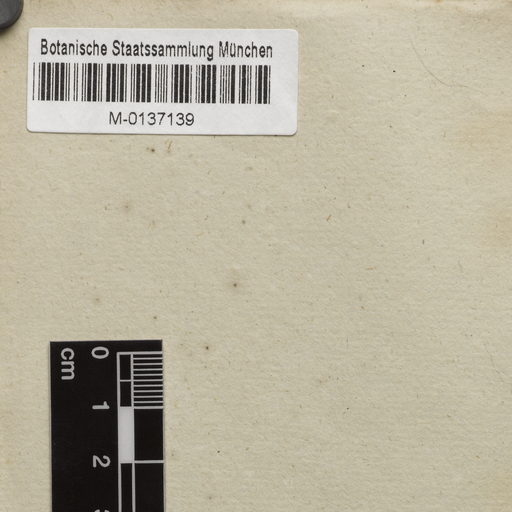 Botanische Staatssammlung München
M-0137139
cm
0
1
2